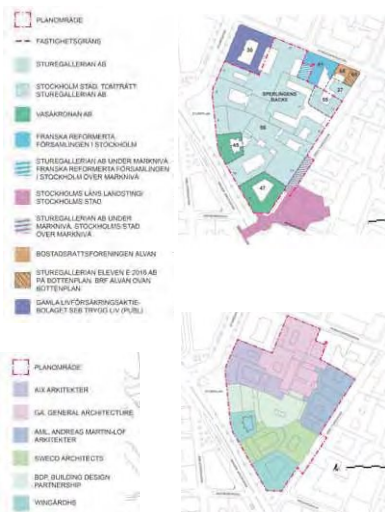 PLANOMRÅDE
FASTIGHETSGRÄNS
STUREGALLERIAN AB
STOCKHOLM STAD, TOMTRÄTT
STUREGALLERIAN AB
VASAKRONAN AB
FRANSKA REFORMERTA
FÖRSAMLINGEN I STOCKHOLM
STUREGALLERIAN AB UNDER MARKNIVÅ
FRANSKA REFORMERTA FÖRSAMLINGEN
I STOCKHOLM ÖVER MARKNIVÅ
STOCKHOLMS LÄNS LANDSTING/
STOCKHOLMS STAD
STUREGALLERIAN AB UNDER
MARKNIVÅ, STOCKHOLMS STAD
ÖVER MARKNIVÅ
BOSTADSRÄTTSFÖRENINGEN ALVAN
STUREGALLERIAN ELEVEN E 2016 AB
PÅ BOTTENPLAN, BRF ALVAN OVAN
BOTTENPLAN
GAMLA LIVFÖRSÄKRINGSAKTIE-
BOLAGET SEB TRYGG LIV (PUBL)
SPERLINGENS
BACKE
47
PLANOMRÅDE
AIX ARKITEKTER
GA, GENERAL ARCHITECTURE
AML, ANDREAS MARTIN-LÖF
ARKITEKTER
SWECO ARCHITECTS
BDP, BUILDING DESIGN
PARTNERSHIP
WINGÅRDHS